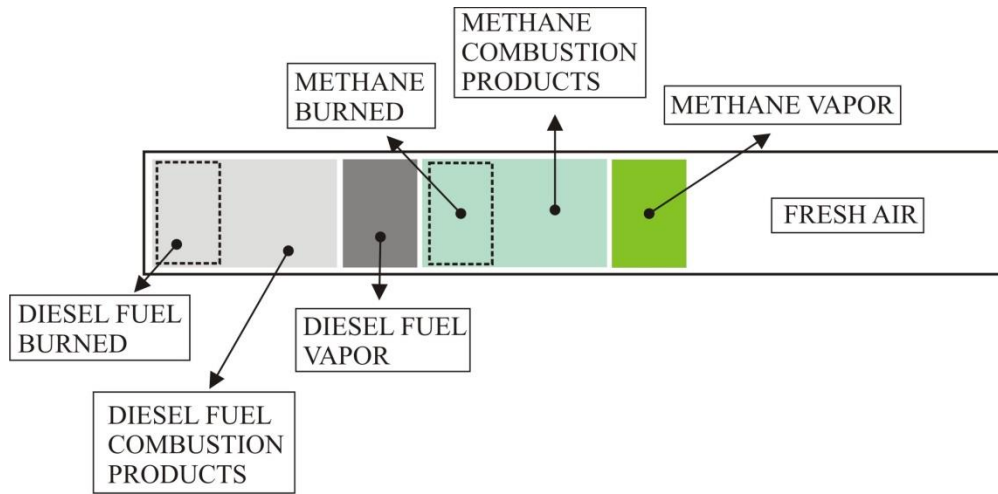 METHANE
COMBUSTION
PRODUCTS
METHANE
BURNED
METHANE VAPOR
FRESH AIR
DIESEL FUEL
BURNED
DIESEL FUEL
VAPOR
DIESEL FUEL
COMBUSTION
PRODUCTS